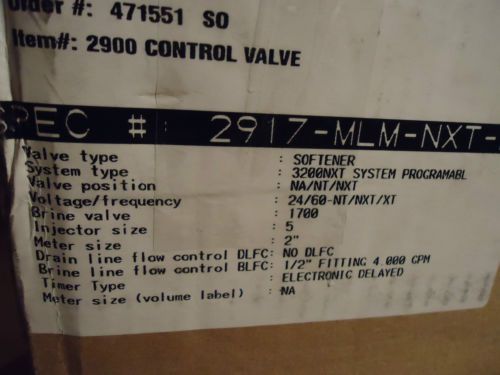 Order #: 471551 SO
Item#: 2900 CONTROL VALVE
SPEC # : 2917-MLM-NXT-
Valve type : SOFTENER
System type : 3200NXT SYSTEM PROGRAMABL
Valve position : NA/NT/NXT
Voltage/frequency : 24/60-NT/NXT/XT
Brine valve : 1700
Injector size : 5
Meter size : 2"
Drain line flow control DLFC: NO DLFC
Brine line flow control BLFC: 1/2" FITTING 4.000 GPM
Timer Type : ELECTRONIC DELAYED
Meter size (volume label) : NA